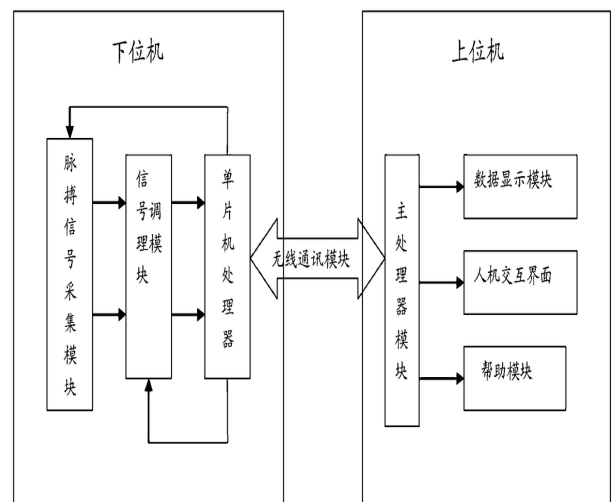 下位机
上位机
脉搏信号采集模块
信号调理模块
单片机处理器
无线通讯模块
主处理器模块
数据显示模块
人机交互界面
帮助模块